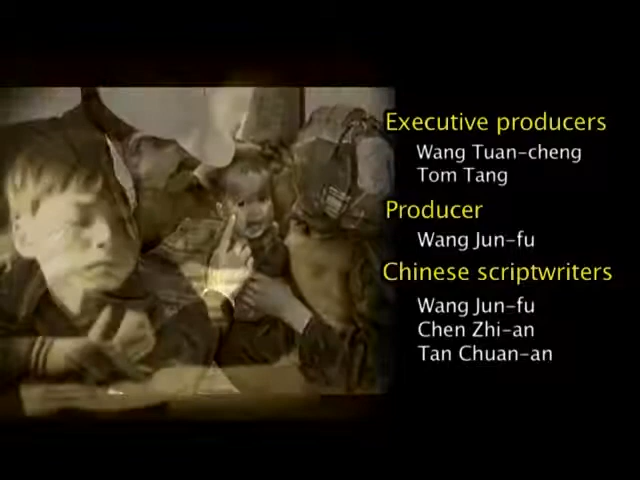 Executive producers
Wang Tuan-cheng
Tom Tang
Producer
Wang Jun-fu
Chinese scriptwriters
Wang Jun-fu
Chen Zhi-an
Tan Chuan-an